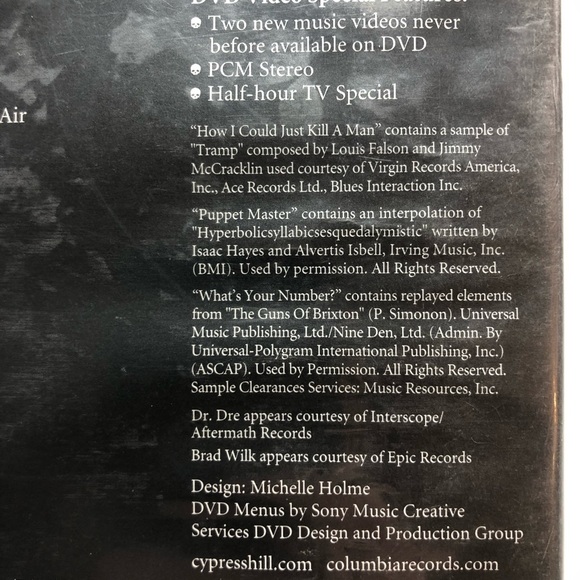 DVD Video Special Features:
Two new music videos never
before available on DVD
PCM Stereo
Half-hour TV Special
Air
“How I Could Just Kill A Man” contains a sample of
"Tramp" composed by Louis Falson and Jimmy
McCracklin used courtesy of Virgin Records America,
Inc., Ace Records Ltd., Blues Interaction Inc.
“Puppet Master” contains an interpolation of
"Hyperbolicsyllabicsesquedalymistic" written by
Isaac Hayes and Alvertis Isbell, Irving Music, Inc.
(BMI). Used by permission. All Rights Reserved.
“What's Your Number?” contains replayed elements
from "The Guns Of Brixton" (P. Simonon). Universal
Music Publishing, Ltd./Nine Den, Ltd. (Admin. By
Universal-Polygram International Publishing, Inc.)
(ASCAP). Used by Permission. All Rights Reserved.
Sample Clearances Services: Music Resources, Inc.
Dr. Dre appears courtesy of Interscope/
Aftermath Records
Brad Wilk appears courtesy of Epic Records
Design: Michelle Holme
DVD Menus by Sony Music Creative
Services DVD Design and Production Group
cypresshill.com columbiarecords.com